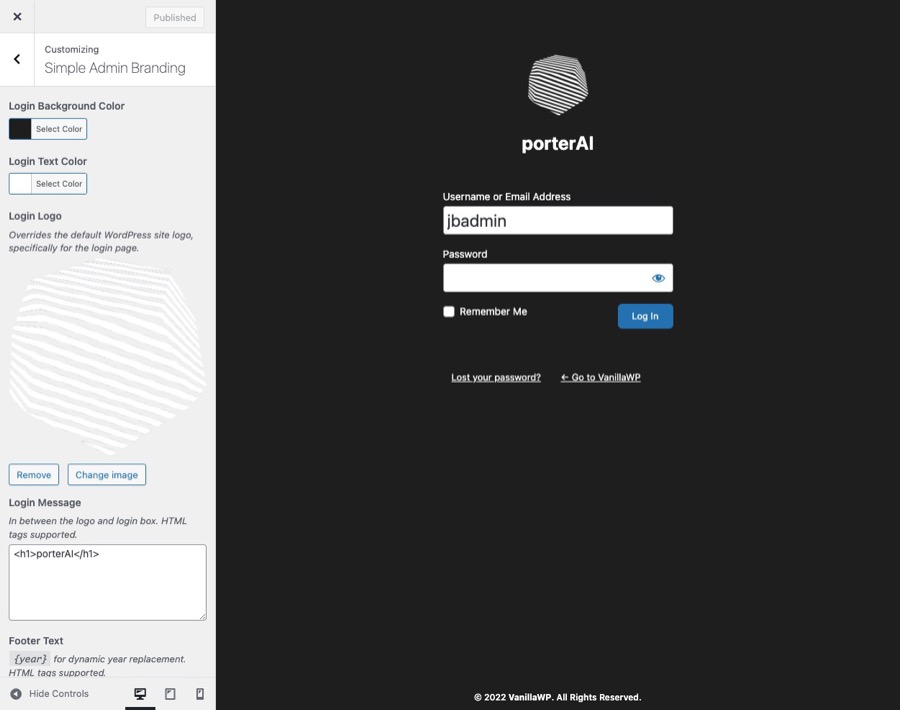 Published
Customizing
Simple Admin Branding
Login Background Color
Select Color
Login Text Color
Select Color
Login Logo
Overrides the default WordPress site logo,
specifically for the login page.
Remove
Change image
Login Message
In between the logo and login box. HTML
tags supported.
<h1>porterAI</h1>
Footer Text
{year} for dynamic year replacement.
HTML tags supported.
Hide Controls
porterAI
Username or Email Address
jbadmin
Password
Remember Me
Log In
Lost your password?
← Go to VanillaWP
© 2022 VanillaWP. All Rights Reserved.